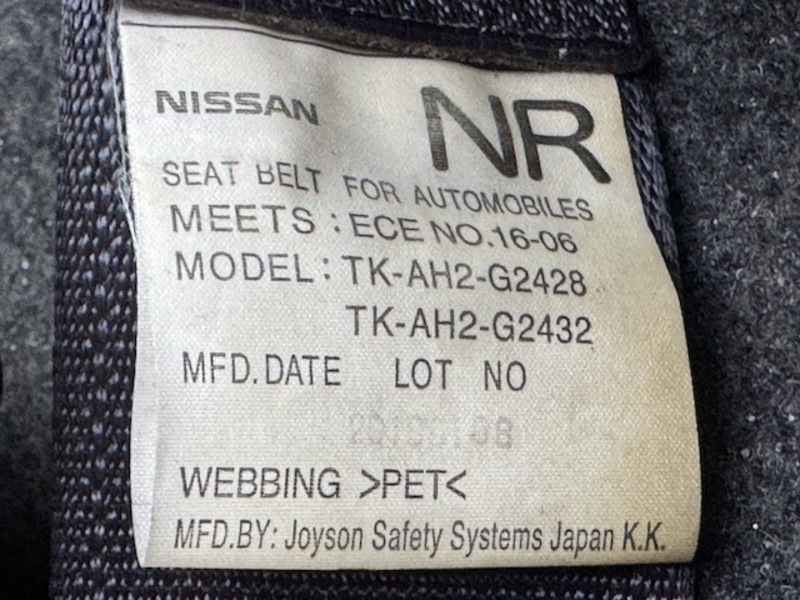 NISSAN NR
SEAT BELT FOR AUTOMOBILES
MEETS : ECE NO.16-06
MODEL : TK-AH2-G2428
TK-AH2-G2432
MFD.DATE LOT NO
WEBBING >PET<
MFD.BY: Joyson Safety Systems Japan K.K.